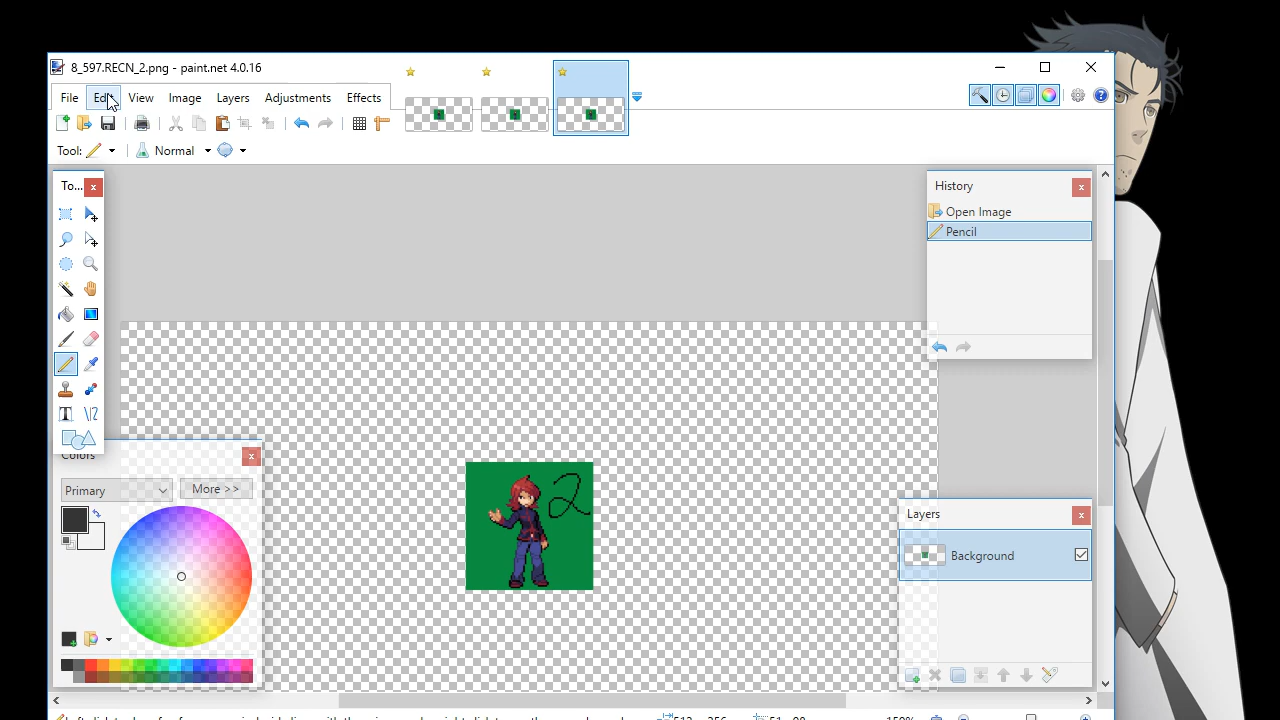 8_597.RECN_2.png - paint.net 4.0.16
File Edit View Image Layers Adjustments Effects
Tool: Normal
To...
History
Open Image
Pencil
2
Colors
Primary
More >>
Layers
Background